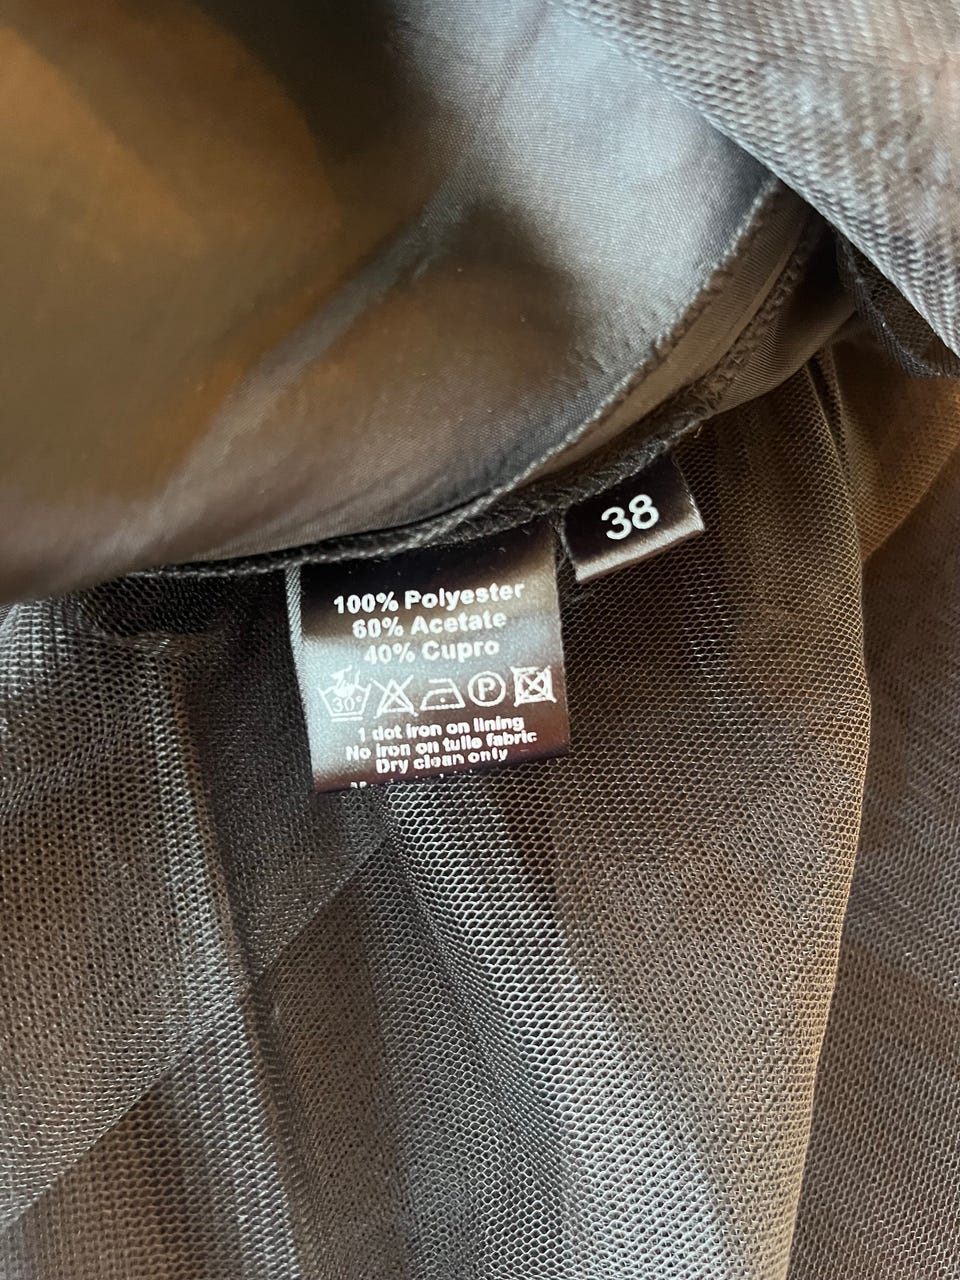 38
100% Polyester
60% Acetate
40% Cupro
30° P
1 dot iron on lining
No iron on tulle fabric
Dry clean only